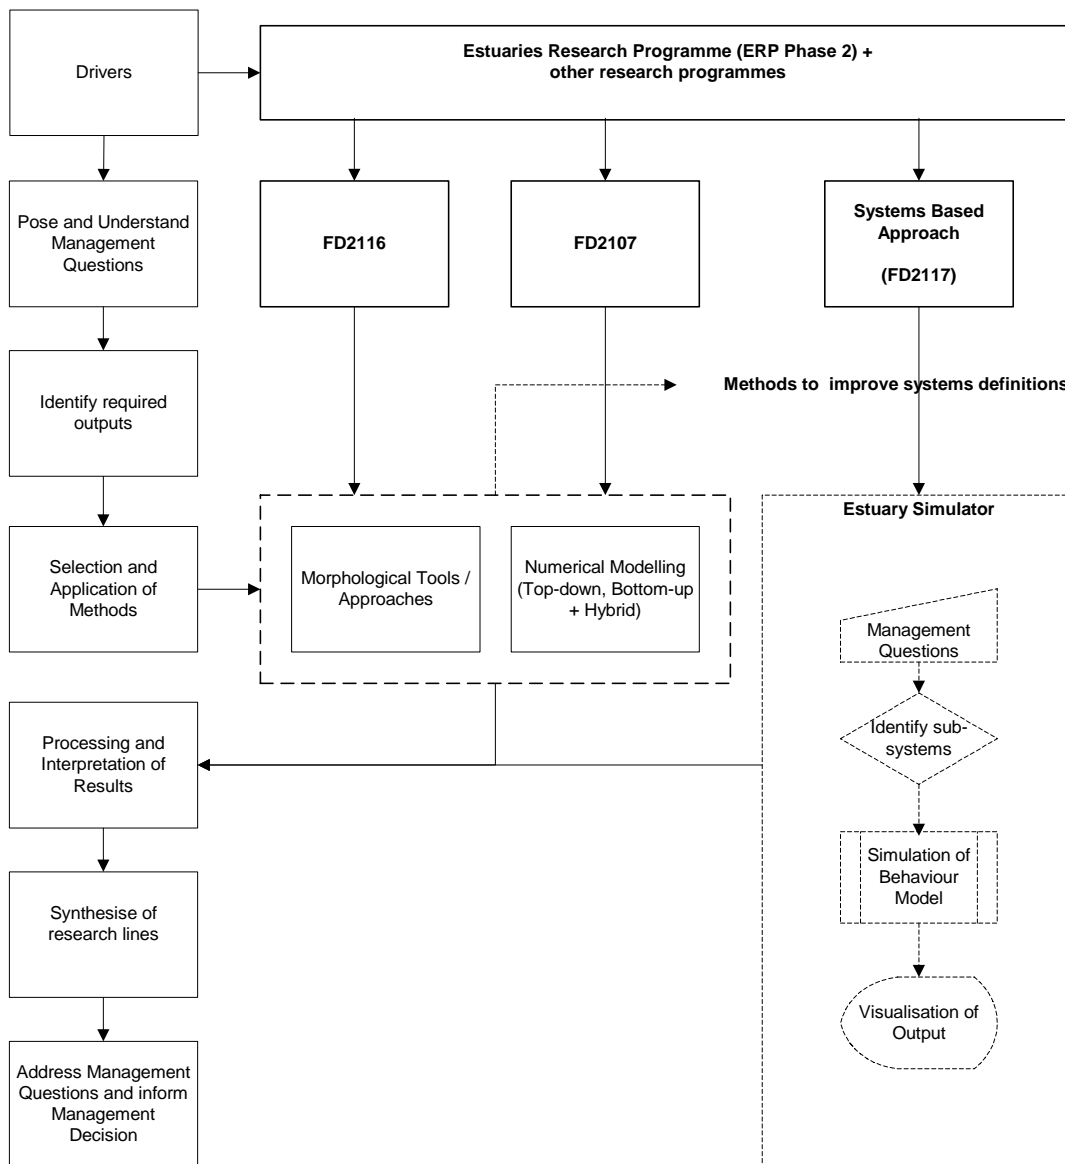 Drivers
Estuaries Research Programme (ERP Phase 2) +
other research programmes
Pose and Understand
Management
Questions
FD2116
FD2107
Systems Based
Approach
(FD2117)
Identify required
outputs
Methods to improve systems definitions
Selection and
Application of
Methods
Morphological Tools /
Approaches
Numerical Modelling
(Top-down, Bottom-up
+ Hybrid)
Estuary Simulator
Management
Questions
Identify sub-
systems
Simulation of
Behaviour
Model
Visualisation of
Output
Processing and
Interpretation of
Results
Synthesise of
research lines
Address Management
Questions and inform
Management
Decision